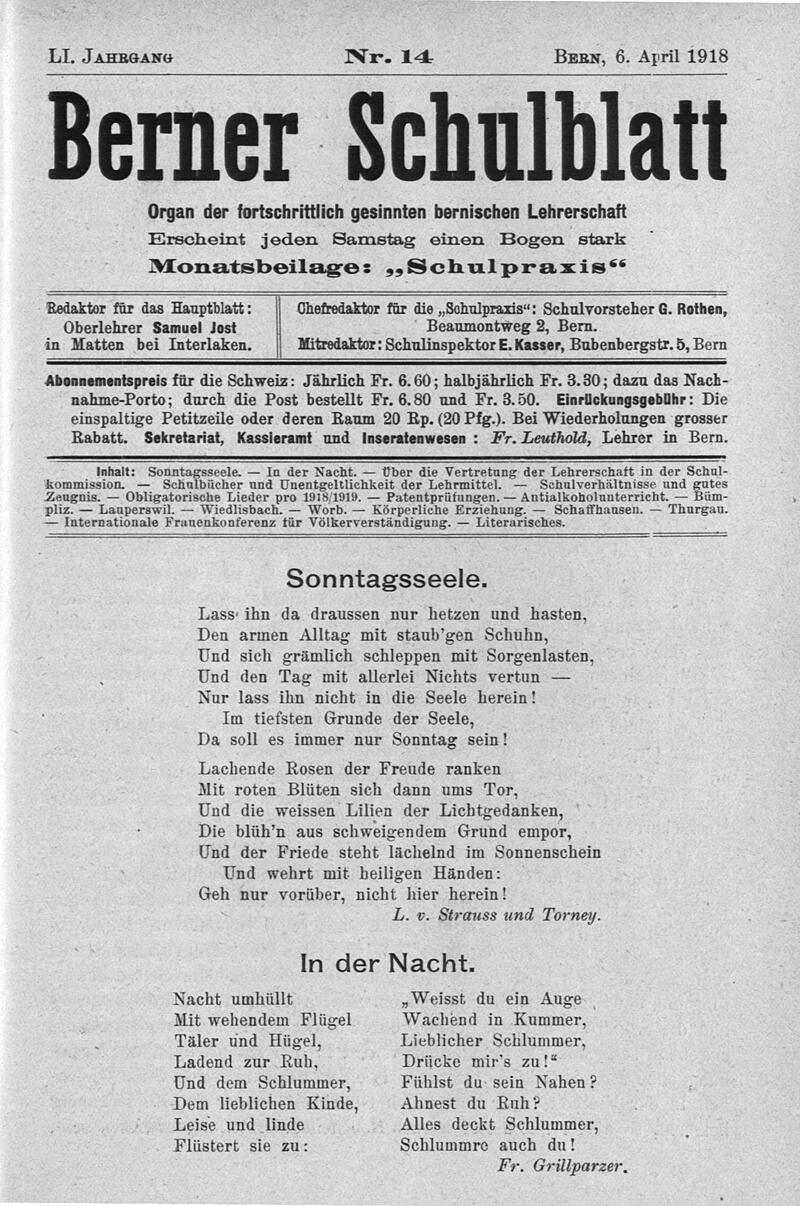 LI. JAHRGANG Nr. 14 BERN, 6. April 1918
Berner Schulblatt
Organ der fortschrittlich gesinnten bernischen Lehrerschaft
Erscheint jeden Samstag einen Bogen stark
Monatsbeilage: „Schulpraxis“
Redaktor für das Hauptblatt:
Oberlehrer Samuel Jost
in Matten bei Interlaken.
Chefredaktor für die „Schulpraxis“: Schulvorsteher G. Rothen,
Beaumontweg 2, Bern.
Mitredaktor: Schulinspektor E. Kasser, Bubenbergstr. 5, Bern
Abonnementspreis für die Schweiz: Jährlich Fr. 6.60; halbjährlich Fr. 3.30; dazu das Nach-
nahme-Porto; durch die Post bestellt Fr. 6.80 und Fr. 3.50. Einrückungsgebühr: Die
einspaltige Petitzeile oder deren Raum 20 Rp. (20 Pfg.). Bei Wiederholungen grosser
Rabatt. Sekretariat, Kassieramt und Inseratenwesen : Fr. Leuthold, Lehrer in Bern.
Inhalt: Sonntagsseele. — In der Nacht. — Über die Vertretung der Lehrerschaft in der Schul-
kommission. — Schulbücher und Unentgeltlichkeit der Lehrmittel. — Schulverhältnisse und gutes
Zeugnis. — Obligatorische Lieder pro 1918/1919. — Patentprüfungen. — Antialkoholunterricht. — Büm-
pliz. — Lauperswil. — Wiedlisbach. — Worb. — Körperliche Erziehung. — Schaffhausen. — Thurgau.
— Internationale Frauenkonferenz für Völkerverständigung. — Literarisches.
Sonntagsseele.
Lass' ihn da draussen nur hetzen und hasten,
Den armen Alltag mit staub'gen Schuhn,
Und sich grämlich schleppen mit Sorgenlasten,
Und den Tag mit allerlei Nichts vertun —
Nur lass ihn nicht in die Seele herein!
Im tiefsten Grunde der Seele,
Da soll es immer nur Sonntag sein!
Lachende Rosen der Freude ranken
Mit roten Blüten sich dann ums Tor,
Und die weissen Lilien der Lichtgedanken,
Die blüh'n aus schweigendem Grund empor,
Und der Friede steht lächelnd im Sonnenschein
Und wehrt mit heiligen Händen:
Geh nur vorüber, nicht hier herein!
L. v. Strauss und Torney.
In der Nacht.
Nacht umhüllt
Mit wehendem Flügel
Täler und Hügel,
Ladend zur Ruh,
Und dem Schlummer,
Dem lieblichen Kinde,
Leise und linde
Flüstert sie zu:
„Weisst du ein Auge
Wachend in Kummer,
Lieblicher Schlummer,
Drücke mir's zu!“
Fühlst du sein Nahen?
Ahnest du Ruh?
Alles deckt Schlummer,
Schlummre auch du!
Fr. Grillparzer.